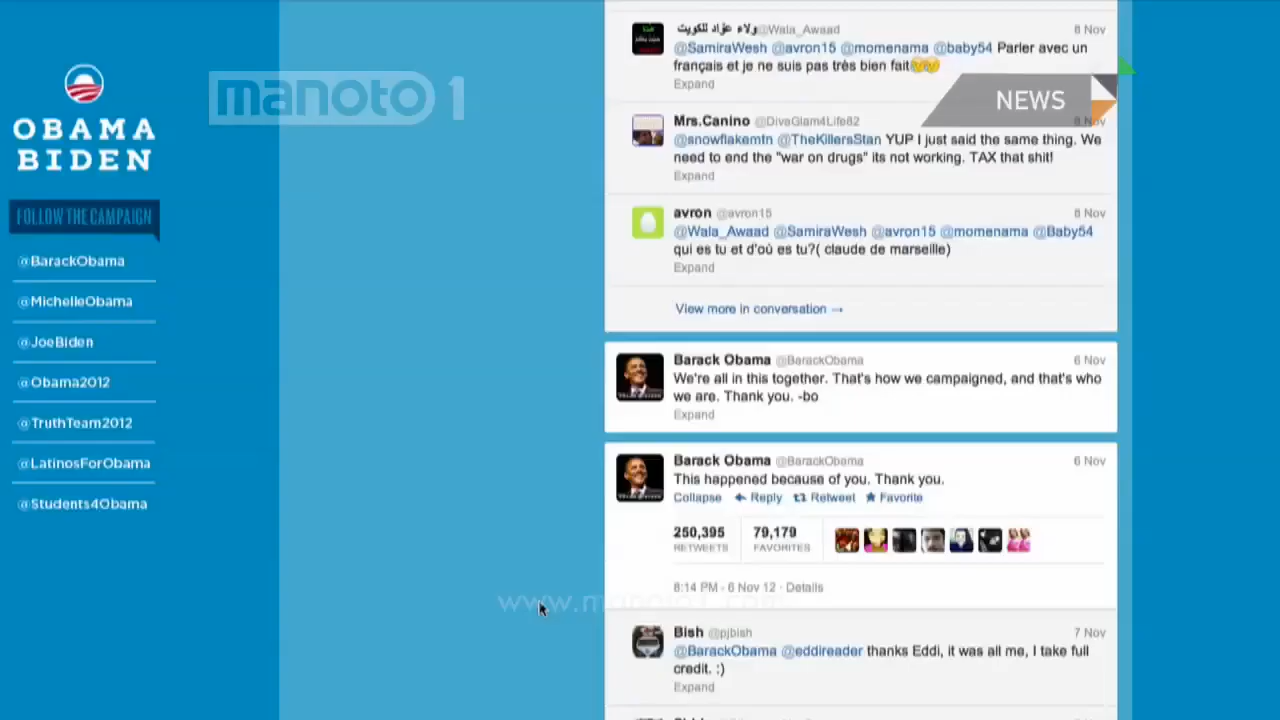 OBAMA
BIDEN
FOLLOW THE CAMPAIGN
@BarackObama
@MichelleObama
@JoeBiden
@Obama2012
@TruthTeam2012
@LatinosForObama
@Students4Obama
manoto 1
NEWS
@Wala_Awaad 8 Nov
@SamiraWesh @avron15 @momenama @baby54 Parler avec un
français et je ne suis pas très bien fait
Expand
Mrs.Canino @DivaGlam4Life82 8 Nov
@snowflakemtn @TheKillersStan YUP I just said the same thing. We
need to end the "war on drugs" its not working. TAX that shit!
Expand
avron @avron15 8 Nov
@Wala_Awaad @SamiraWesh @avron15 @momenama @Baby54
qui es tu et d'où es tu?( claude de marseille)
Expand
View more in conversation →
Barack Obama @BarackObama 6 Nov
We're all in this together. That's how we campaigned, and that's who
we are. Thank you. -bo
Expand
Barack Obama @BarackObama 6 Nov
This happened because of you. Thank you.
Collapse Reply Retweet Favorite
250,395 79,179
RETWEETS FAVORITES
8:14 PM - 6 Nov 12 · Details
www.manoto1.com
Bish @pjbish 7 Nov
@BarackObama @eddireader thanks Eddi, it was all me, I take full
credit. :)
Expand